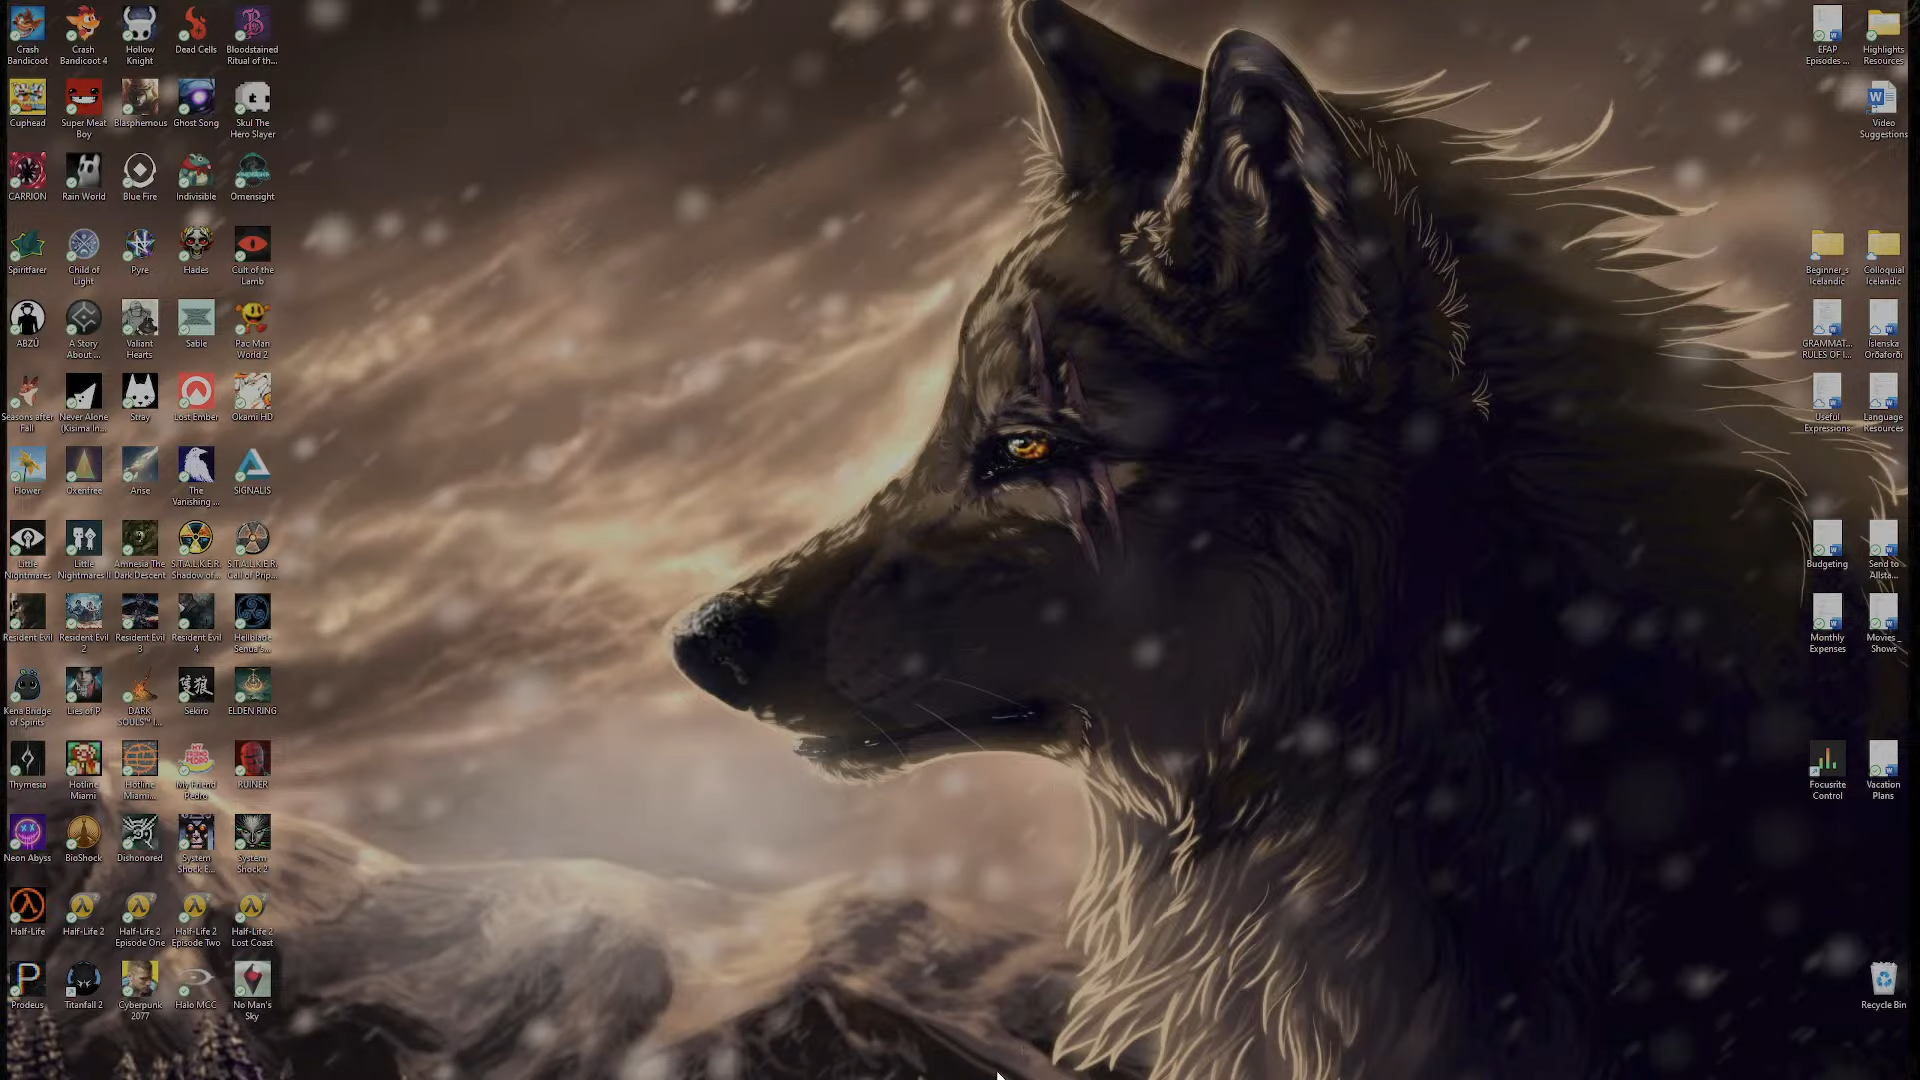 Crash
Bandicoot
Crash
Bandicoot 4
Hollow
Knight
Dead Cells
Bloodstained
Ritual of th...
Cuphead
Super Meat
Boy
Blasphemous
Ghost Song
Skul The
Hero Slayer
CARRION
Rain World
Blue Fire
Indivisible
Omensight
Spiritfarer
Child of
Light
Pyre
Hades
Cult of the
Lamb
ABZÛ
A Story
About ...
Valiant
Hearts
Sable
Pac Man
World 2
Seasons after
Fall
Never Alone
(Kisima In...
Stray
Lost Ember
Okami HD
Flower
Oxenfree
Arise
The
Vanishing ...
SIGNALIS
Little
Nightmares
Little
Nightmares II
Amnesia The
Dark Descent
S.T.A.L.K.E.R.
Shadow of...
S.T.A.L.K.E.R.
Call of Prip...
Resident Evil
Resident Evil
2
Resident Evil
3
Resident Evil
4
Hellblade
Senua's...
Kena Bridge
of Spirits
Lies of P
DARK
SOULS™ I...
Sekiro
ELDEN RING
Thymesia
Hotline
Miami
Hotline
Miami...
My Friend
Pedro
RUINER
Neon Abyss
BioShock
Dishonored
System
Shock E...
System
Shock 2
Half-Life
Half-Life 2
Half-Life 2
Episode One
Half-Life 2
Episode Two
Half-Life 2
Lost Coast
Prodeus
Titanfall 2
Cyberpunk
2077
Halo MCC
No Man's
Sky
EFAP
Episodes ...
Highlights
Resources
Video
Suggestions
Beginner_s
Icelandic
Colloquial
Icelandic
GRAMMAT...
RULES OF I...
Íslenska
Orðaforði
Useful
Expressions
Language
Resources
Budgeting
Send to
Allsta...
Monthly
Expenses
Movies _
Shows
Focusrite
Control
Vacation
Plans
Recycle Bin